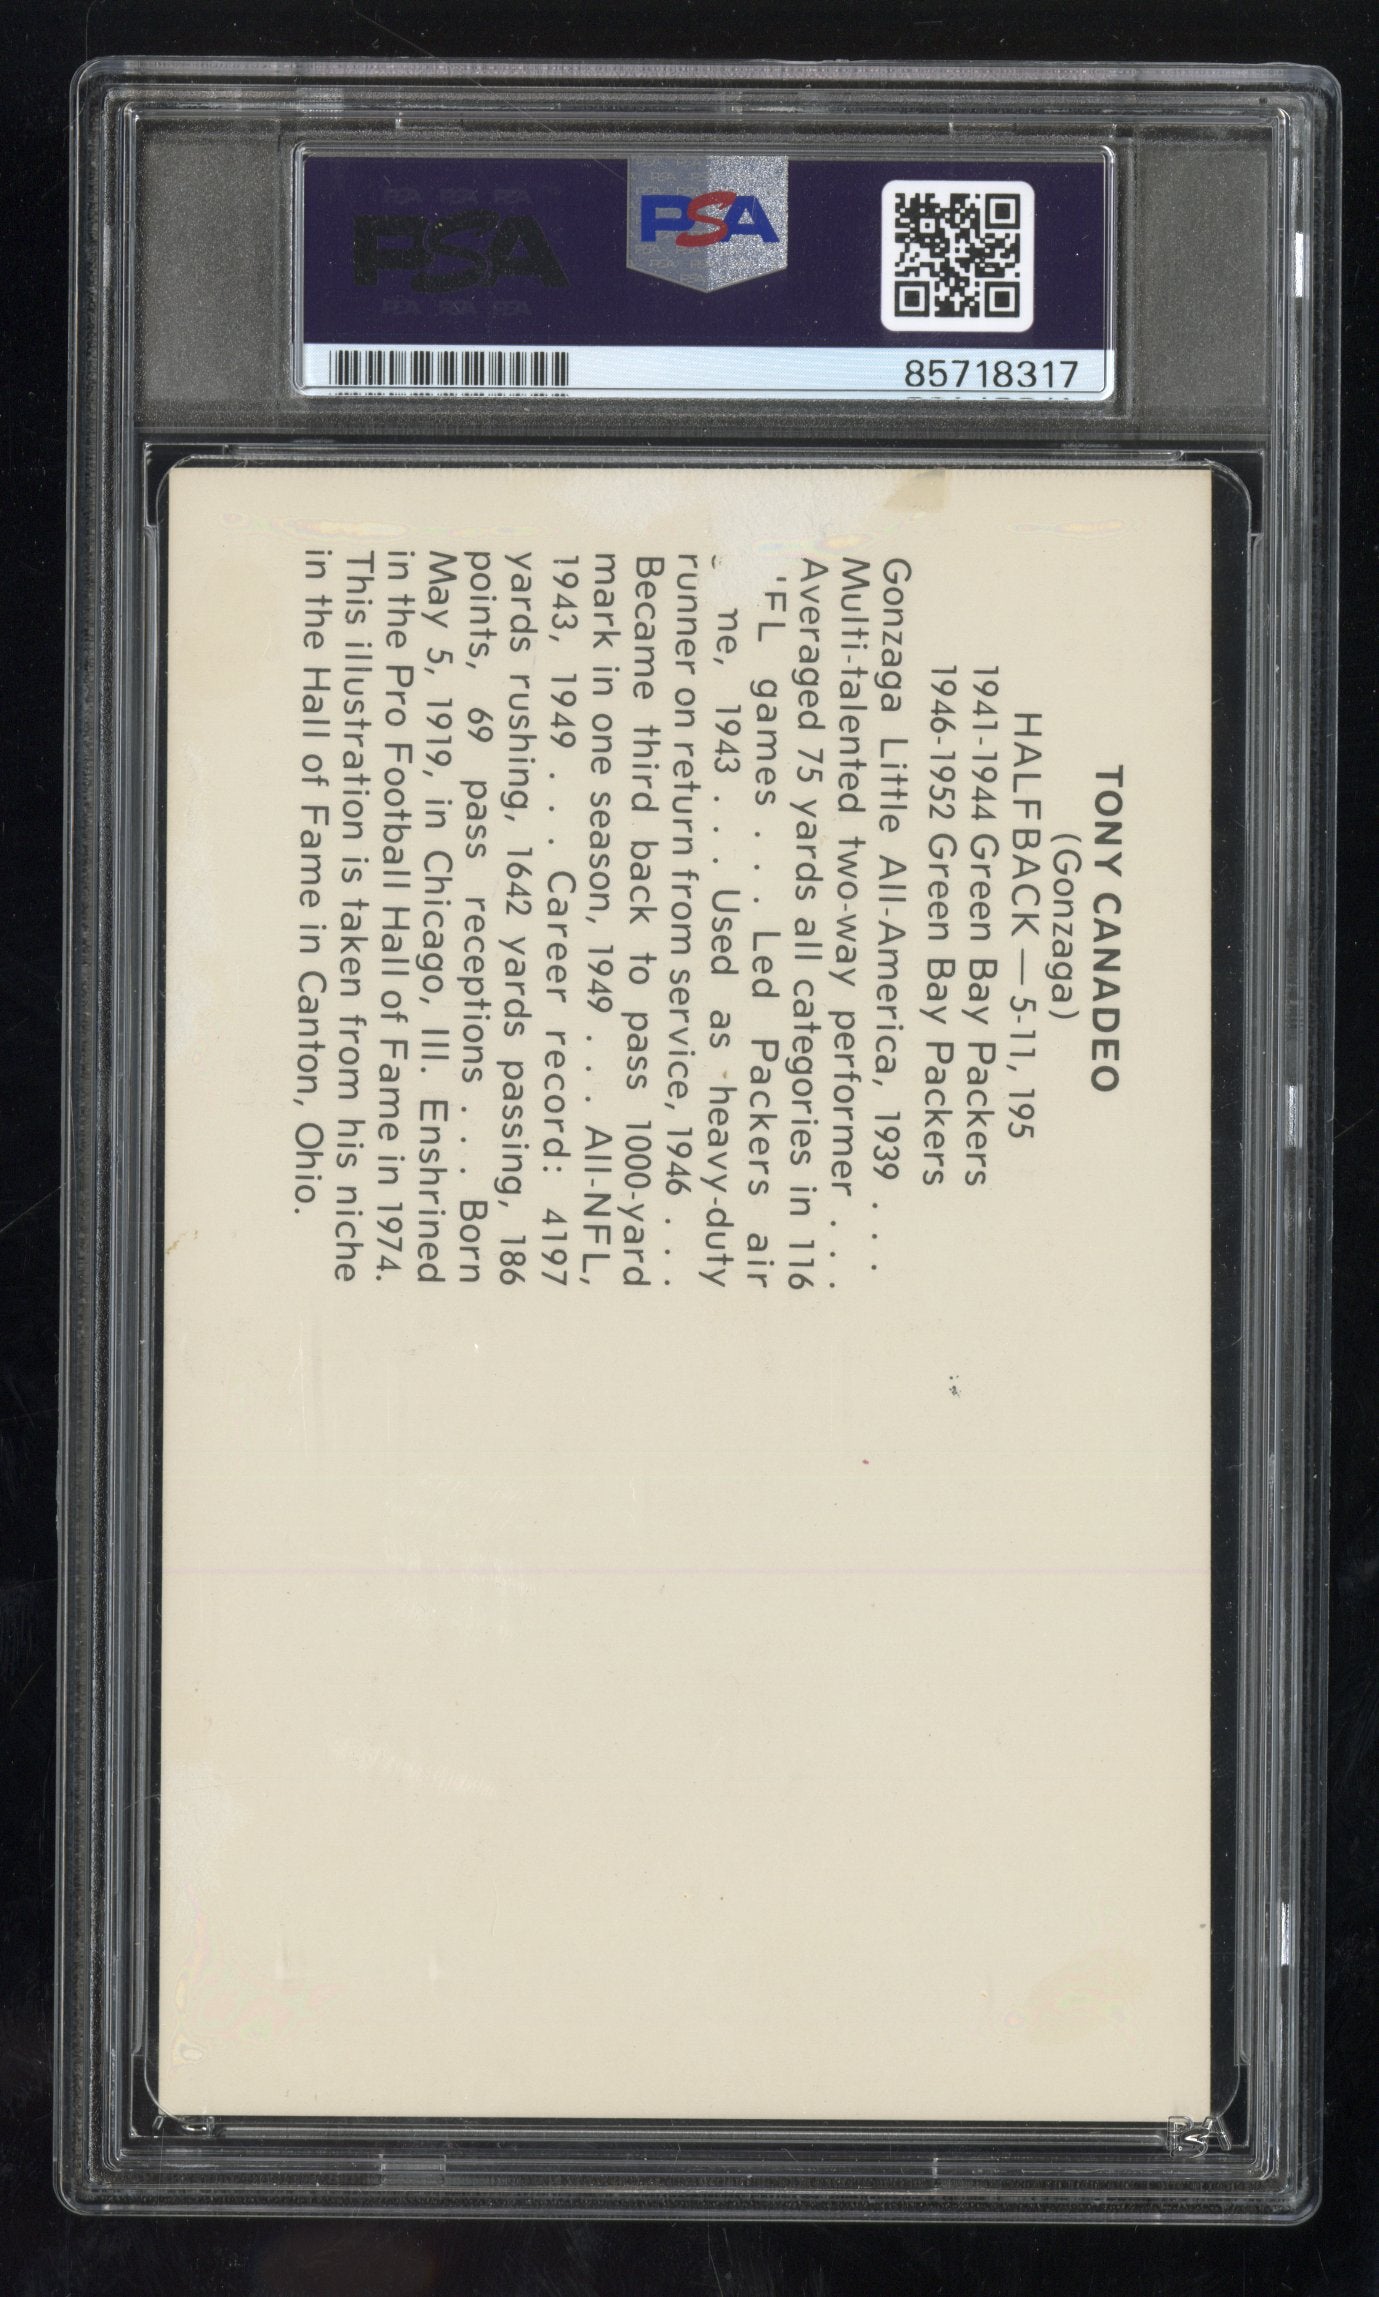 PSA
PSA
85718317
TONY CANADEO
(Gonzaga)
HALFBACK — 5-11, 195
1941-1944 Green Bay Packers
1946-1952 Green Bay Packers
Gonzaga Little All-America, 1939 . . .
Multi-talented two-way performer . . .
Averaged 75 yards all categories in 116
'FL games . . . Led Packers air
me, 1943 . . . Used as heavy-duty
runner on return from service, 1946 . . .
Became third back to pass 1000-yard
mark in one season, 1949 . . . All-NFL,
1943, 1949 . . . Career record: 4197
yards rushing, 1642 yards passing, 186
points, 69 pass receptions . . . Born
May 5, 1919, in Chicago, Ill. Enshrined
in the Pro Football Hall of Fame in 1974.
This illustration is taken from his niche
in the Hall of Fame in Canton, Ohio.
PSA